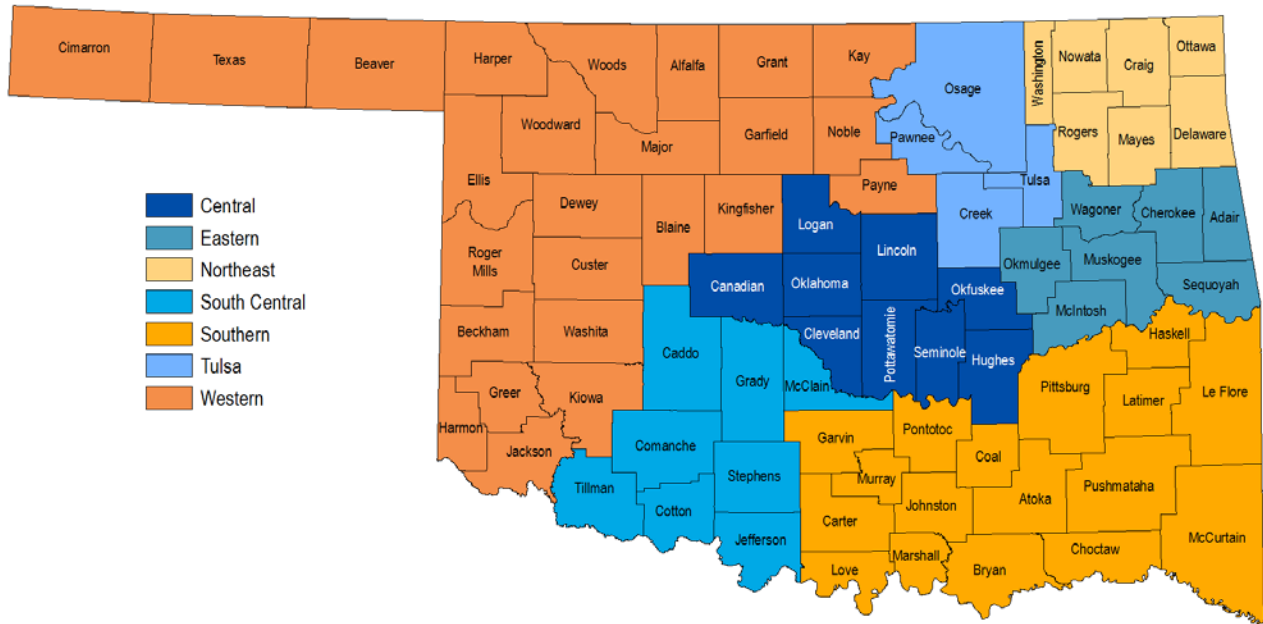 Cimarron
Texas
Beaver
Harper
Woods
Alfalfa
Grant
Kay
Osage
Washington
Nowata
Craig
Ottawa
Woodward
Major
Garfield
Noble
Pawnee
Rogers
Mayes
Delaware
Ellis
Dewey
Blaine
Kingfisher
Logan
Payne
Creek
Tulsa
Wagoner
Cherokee
Adair
Roger
Mills
Custer
Canadian
Oklahoma
Lincoln
Okfuskee
Okmulgee
Muskogee
Sequoyah
McIntosh
Beckham
Washita
Caddo
Grady
McClain
Cleveland
Pottawatomie
Seminole
Hughes
Pittsburg
Haskell
Latimer
Le Flore
Greer
Harmon
Kiowa
Jackson
Comanche
Tillman
Cotton
Stephens
Jefferson
Garvin
Pontotoc
Coal
Murray
Carter
Johnston
Atoka
Pushmataha
McCurtain
Love
Marshall
Bryan
Choctaw
Central
Eastern
Northeast
South Central
Southern
Tulsa
Western